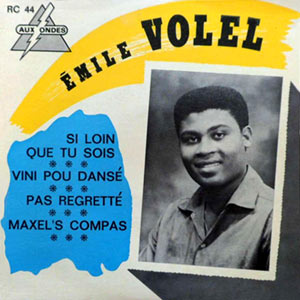 RC 44
AUX ONDES
ÉMILE VOLEL
SI LOIN
QUE TU SOIS
* * *
VINI POU DANSÉ
* * *
PAS REGRETTÉ
* * *
MAXEL'S COMPAS
* * *